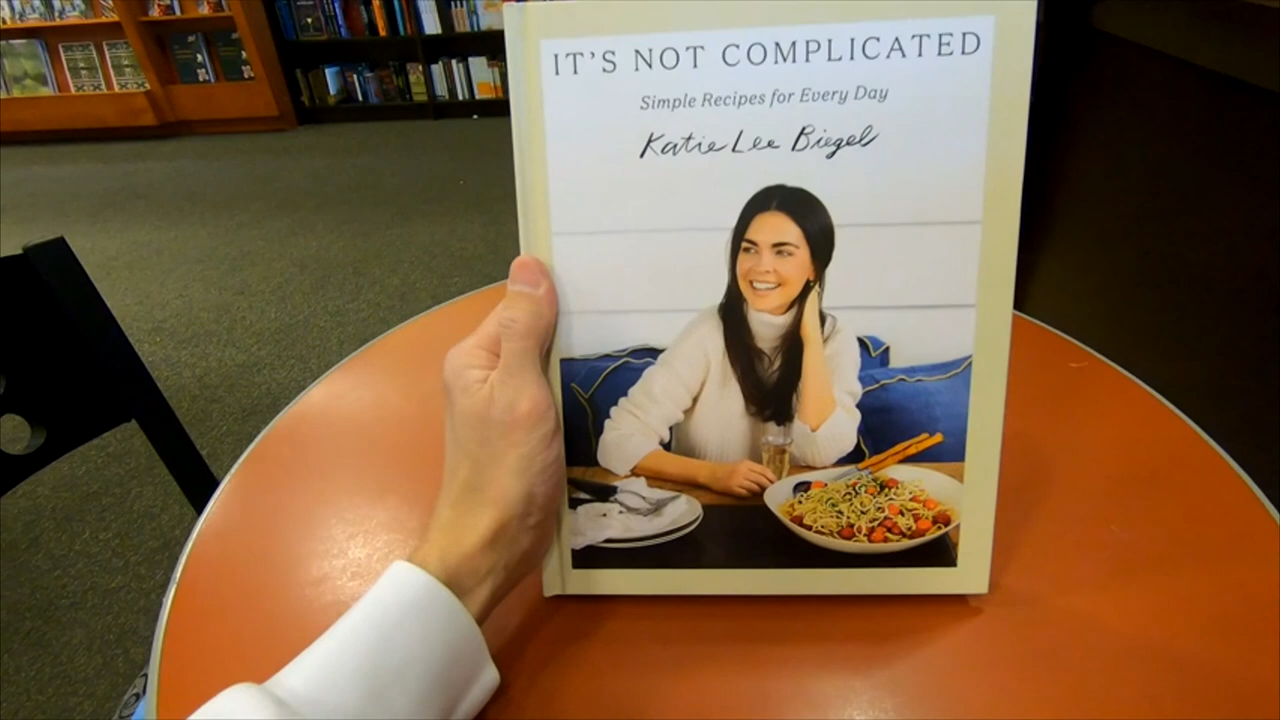 IT'S NOT COMPLICATED
Simple Recipes for Every Day
Katie Lee Biegel